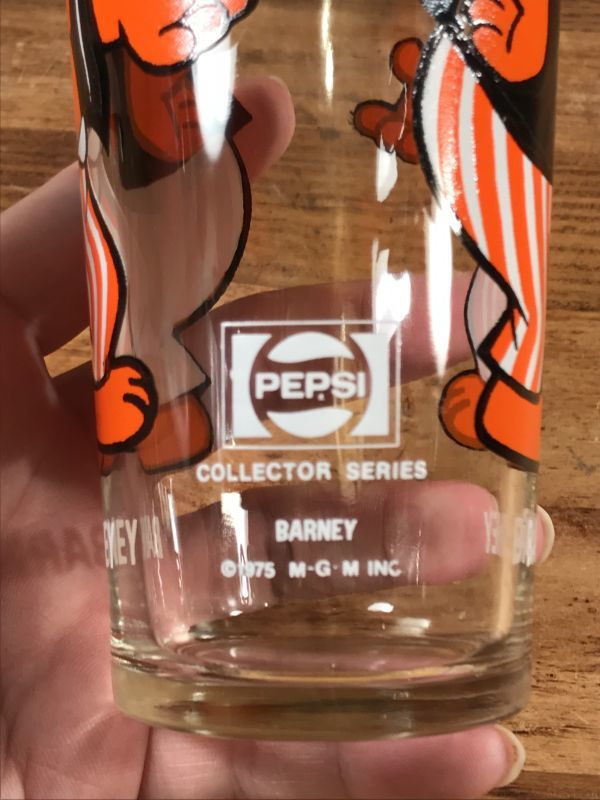 PEPSI
COLLECTOR SERIES
BARNEY
©1975 M-G-M INC